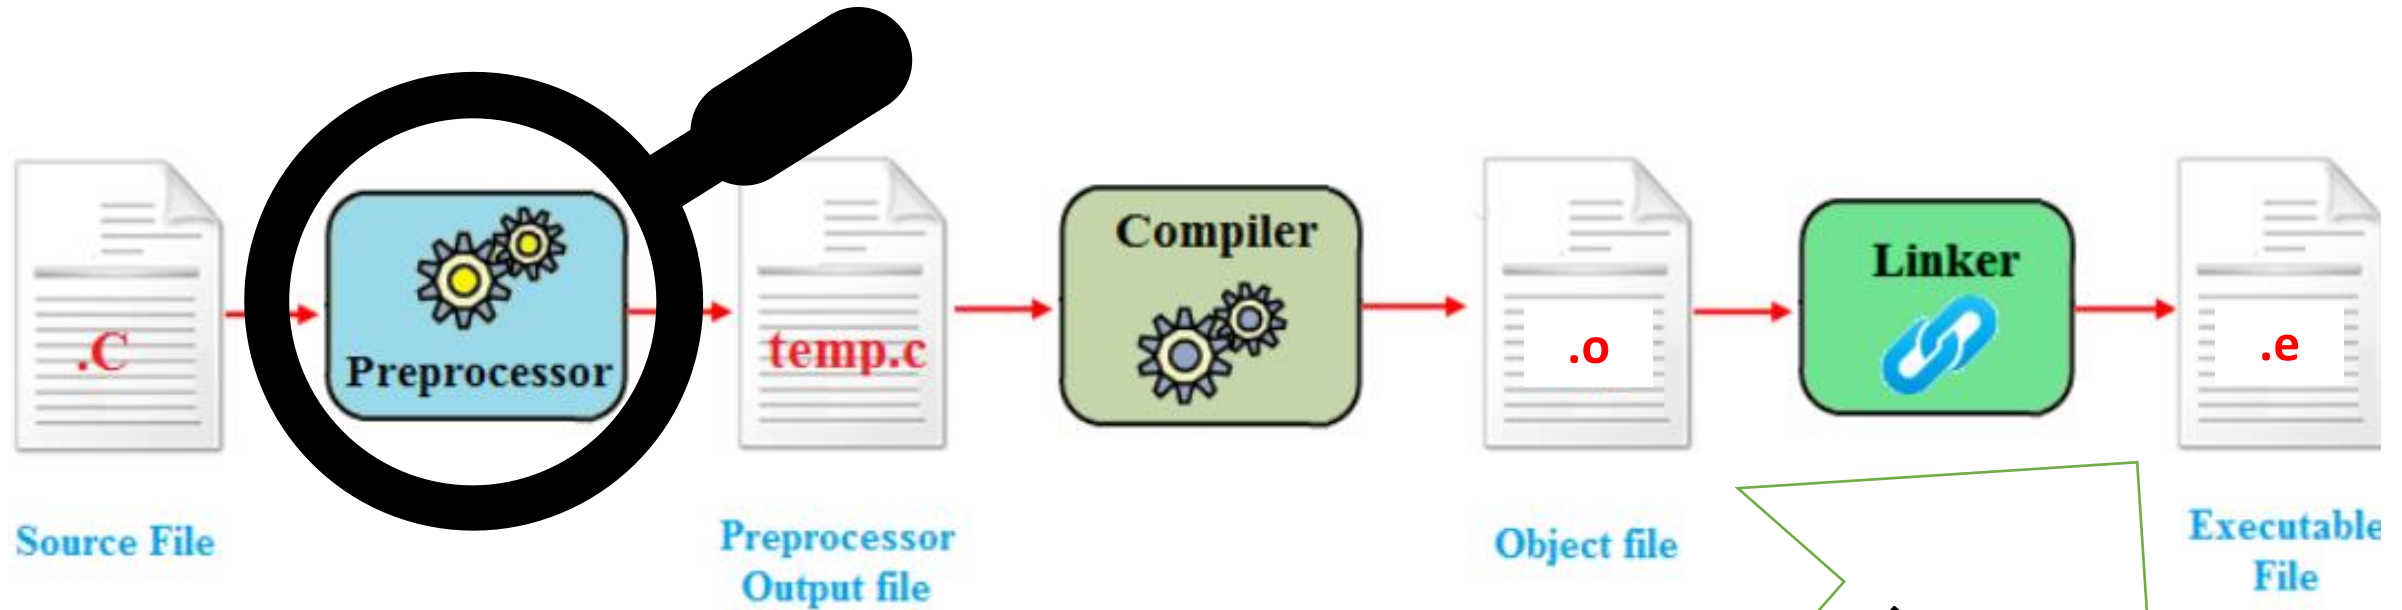 .C
Preprocessor
temp.c
Compiler
.o
Linker
.e
Source File
Preprocessor
Output file
Object file
Executable
File